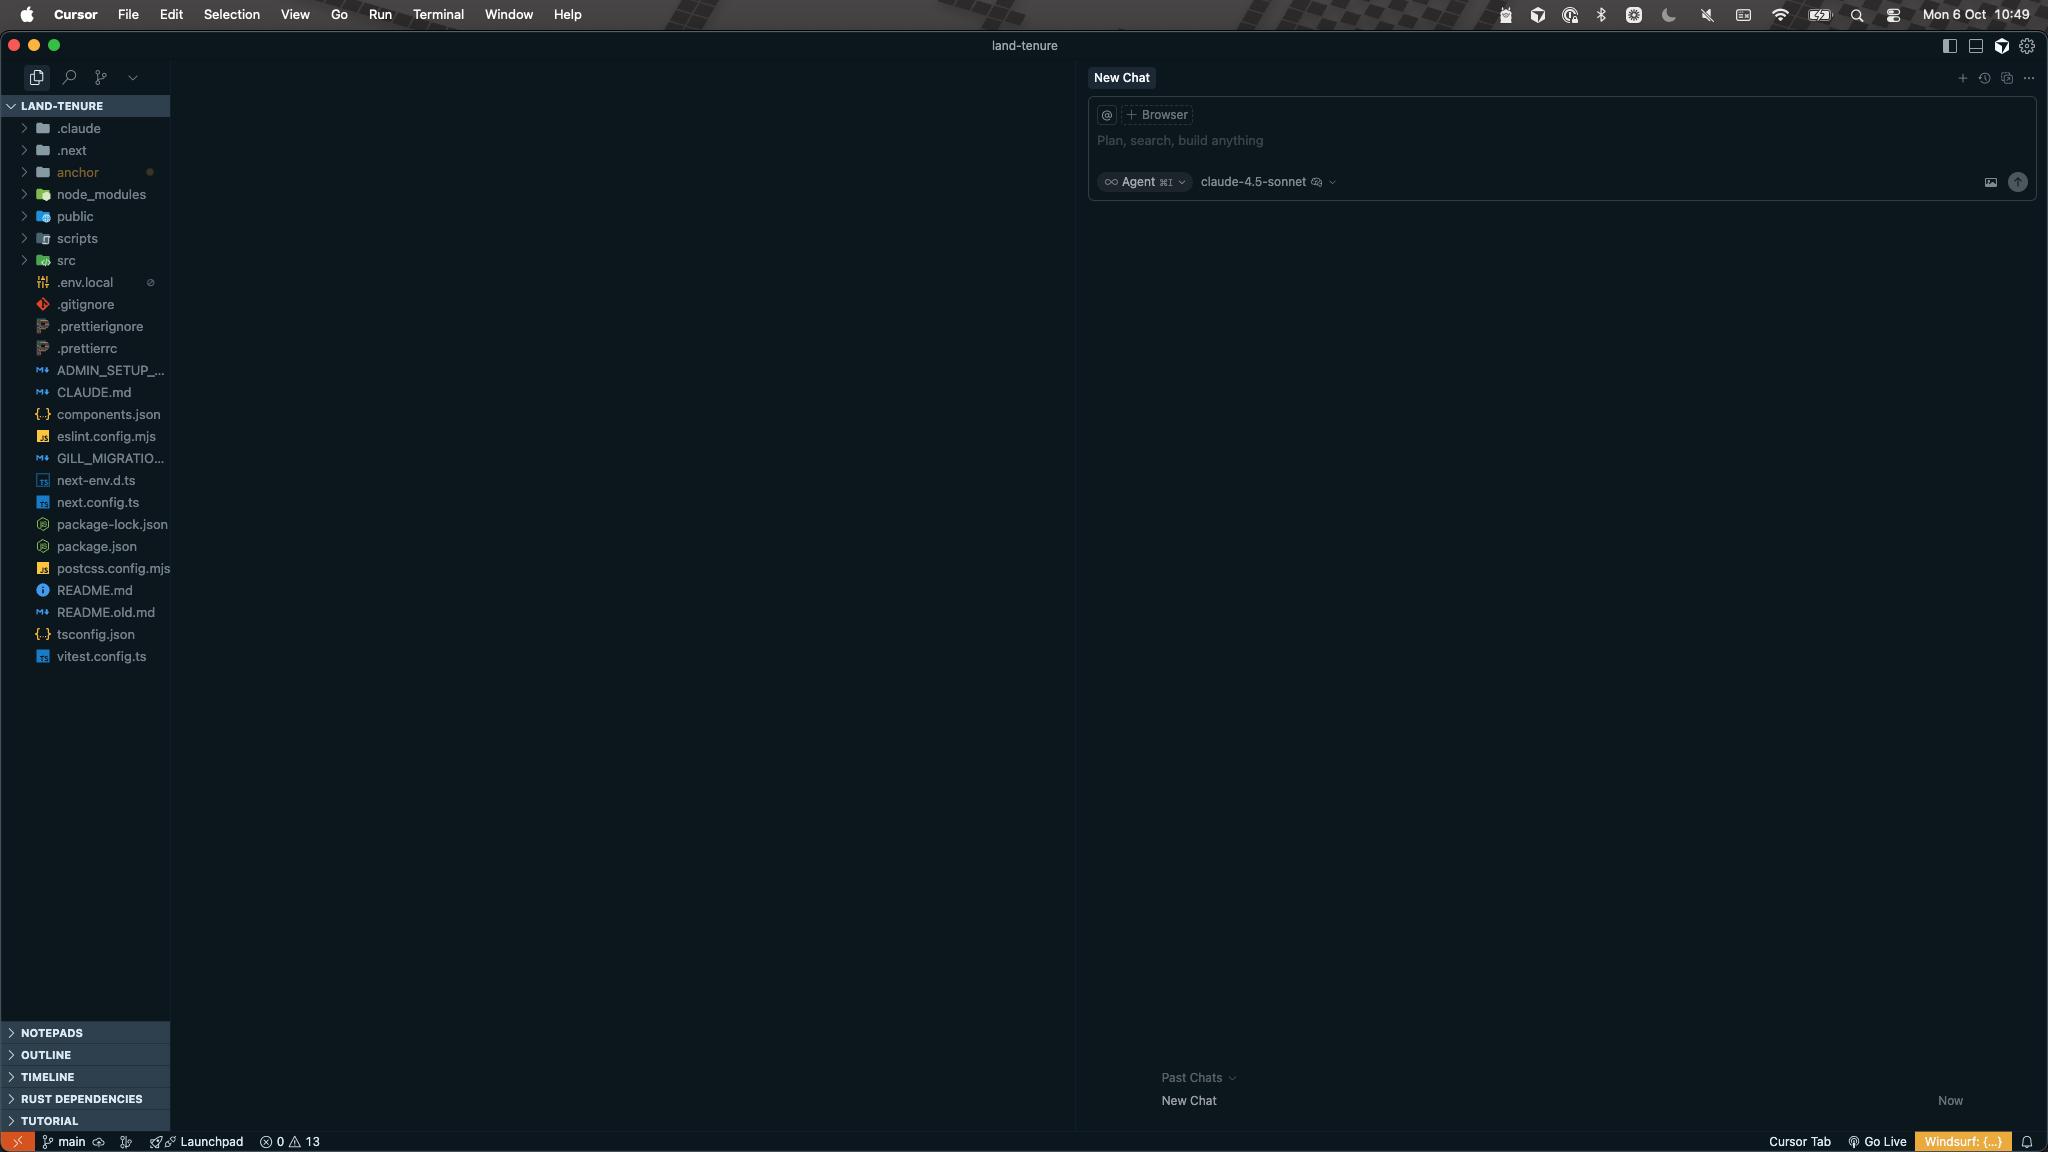 Cursor File Edit Selection View Go Run Terminal Window Help Mon 6 Oct 10:49
land-tenure
LAND-TENURE
.claude
.next
anchor
node_modules
public
scripts
src
.env.local
.gitignore
.prettierignore
.prettierrc
ADMIN_SETUP_...
CLAUDE.md
components.json
eslint.config.mjs
GILL_MIGRATIO...
next-env.d.ts
next.config.ts
package-lock.json
package.json
postcss.config.mjs
README.md
README.old.md
tsconfig.json
vitest.config.ts
NOTEPADS
OUTLINE
TIMELINE
RUST DEPENDENCIES
TUTORIAL
New Chat
@ + Browser
Plan, search, build anything
∞ Agent ⌘I claude-4.5-sonnet
Past Chats
New Chat Now
main Launchpad 0 13 Cursor Tab Go Live Windsurf: {...}